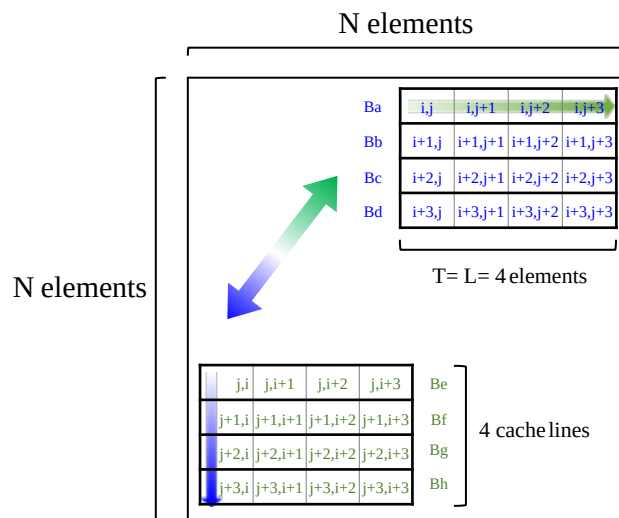 N elements
Ba i,j i,j+1 i,j+2 i,j+3
Bb i+1,j i+1,j+1 i+1,j+2 i+1,j+3
Bc i+2,j i+2,j+1 i+2,j+2 i+2,j+3
Bd i+3,j i+3,j+1 i+3,j+2 i+3,j+3
T= L= 4 elements
N elements
j,i j,i+1 j,i+2 j,i+3 Be
j+1,i j+1,i+1 j+1,i+2 j+1,i+3 Bf
j+2,i j+2,i+1 j+2,i+2 j+2,i+3 Bg
j+3,i j+3,i+1 j+3,i+2 j+3,i+3 Bh
4 cache lines